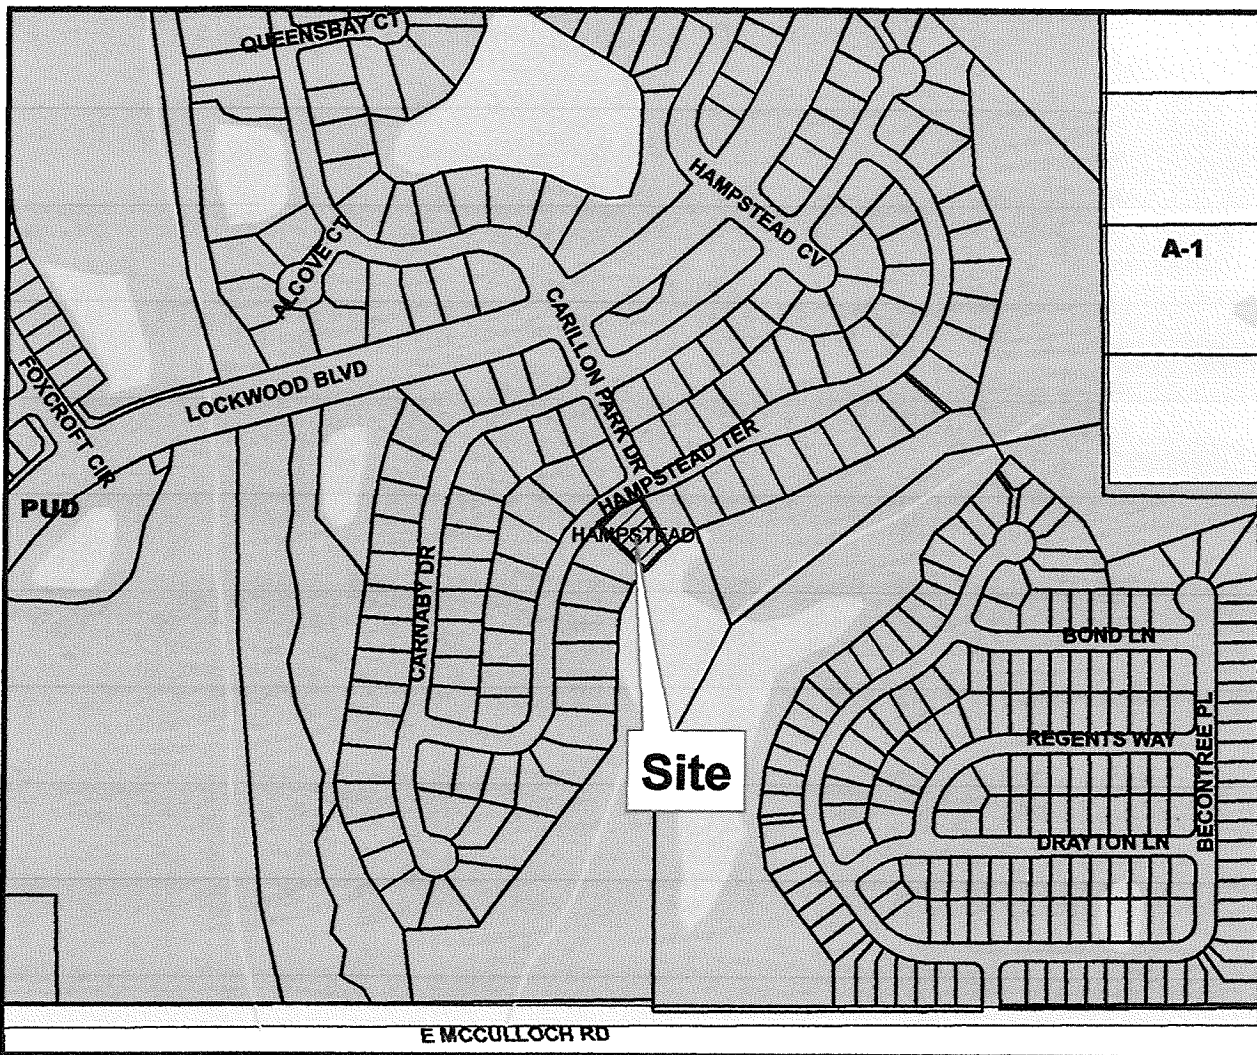 QUEENSBAY CT
HAMPSTEAD CV
A-1
ALCOVE CT
CARILLON PARK DR
FOXCROFT CIR
LOCKWOOD BLVD
HAMPSTEAD TER
PUD
HAMPSTEAD
CARNABY DR
BOND LN
REGENTS WAY
BECONTREE PL
Site
DRAYTON LN
E MCCULLOCH RD